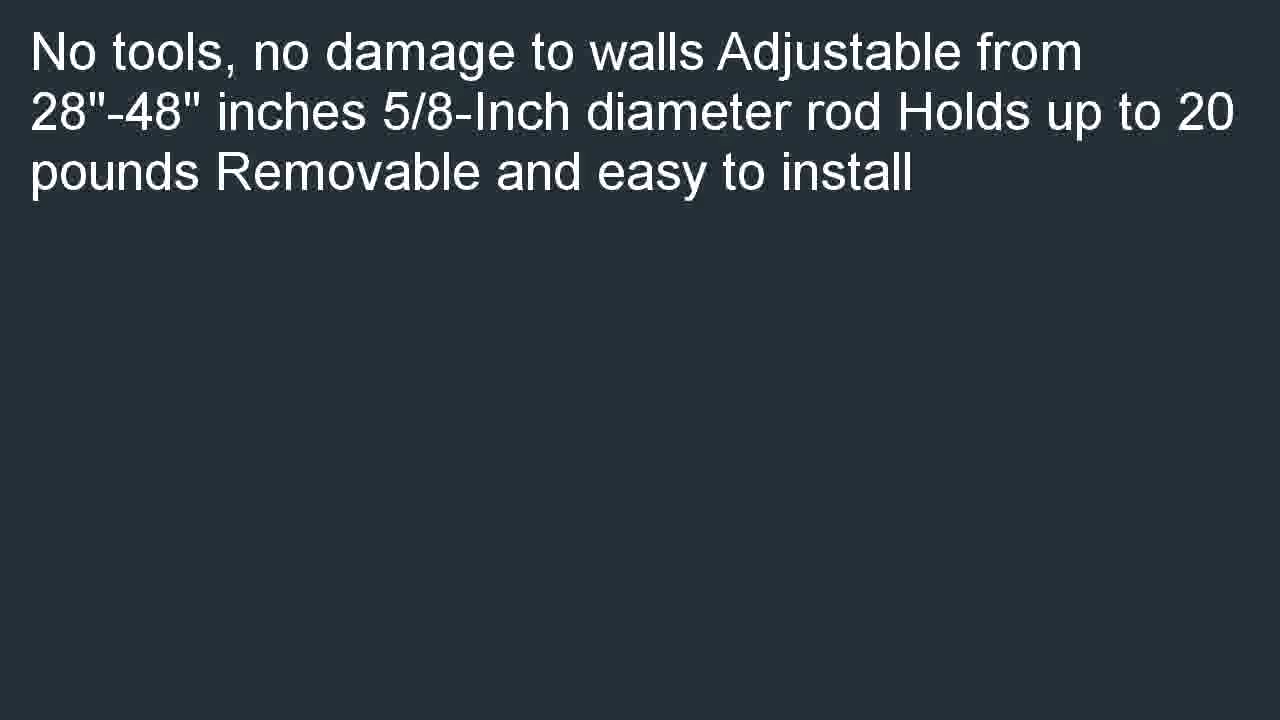 No tools, no damage to walls Adjustable from
28"-48" inches 5/8-Inch diameter rod Holds up to 20
pounds Removable and easy to install